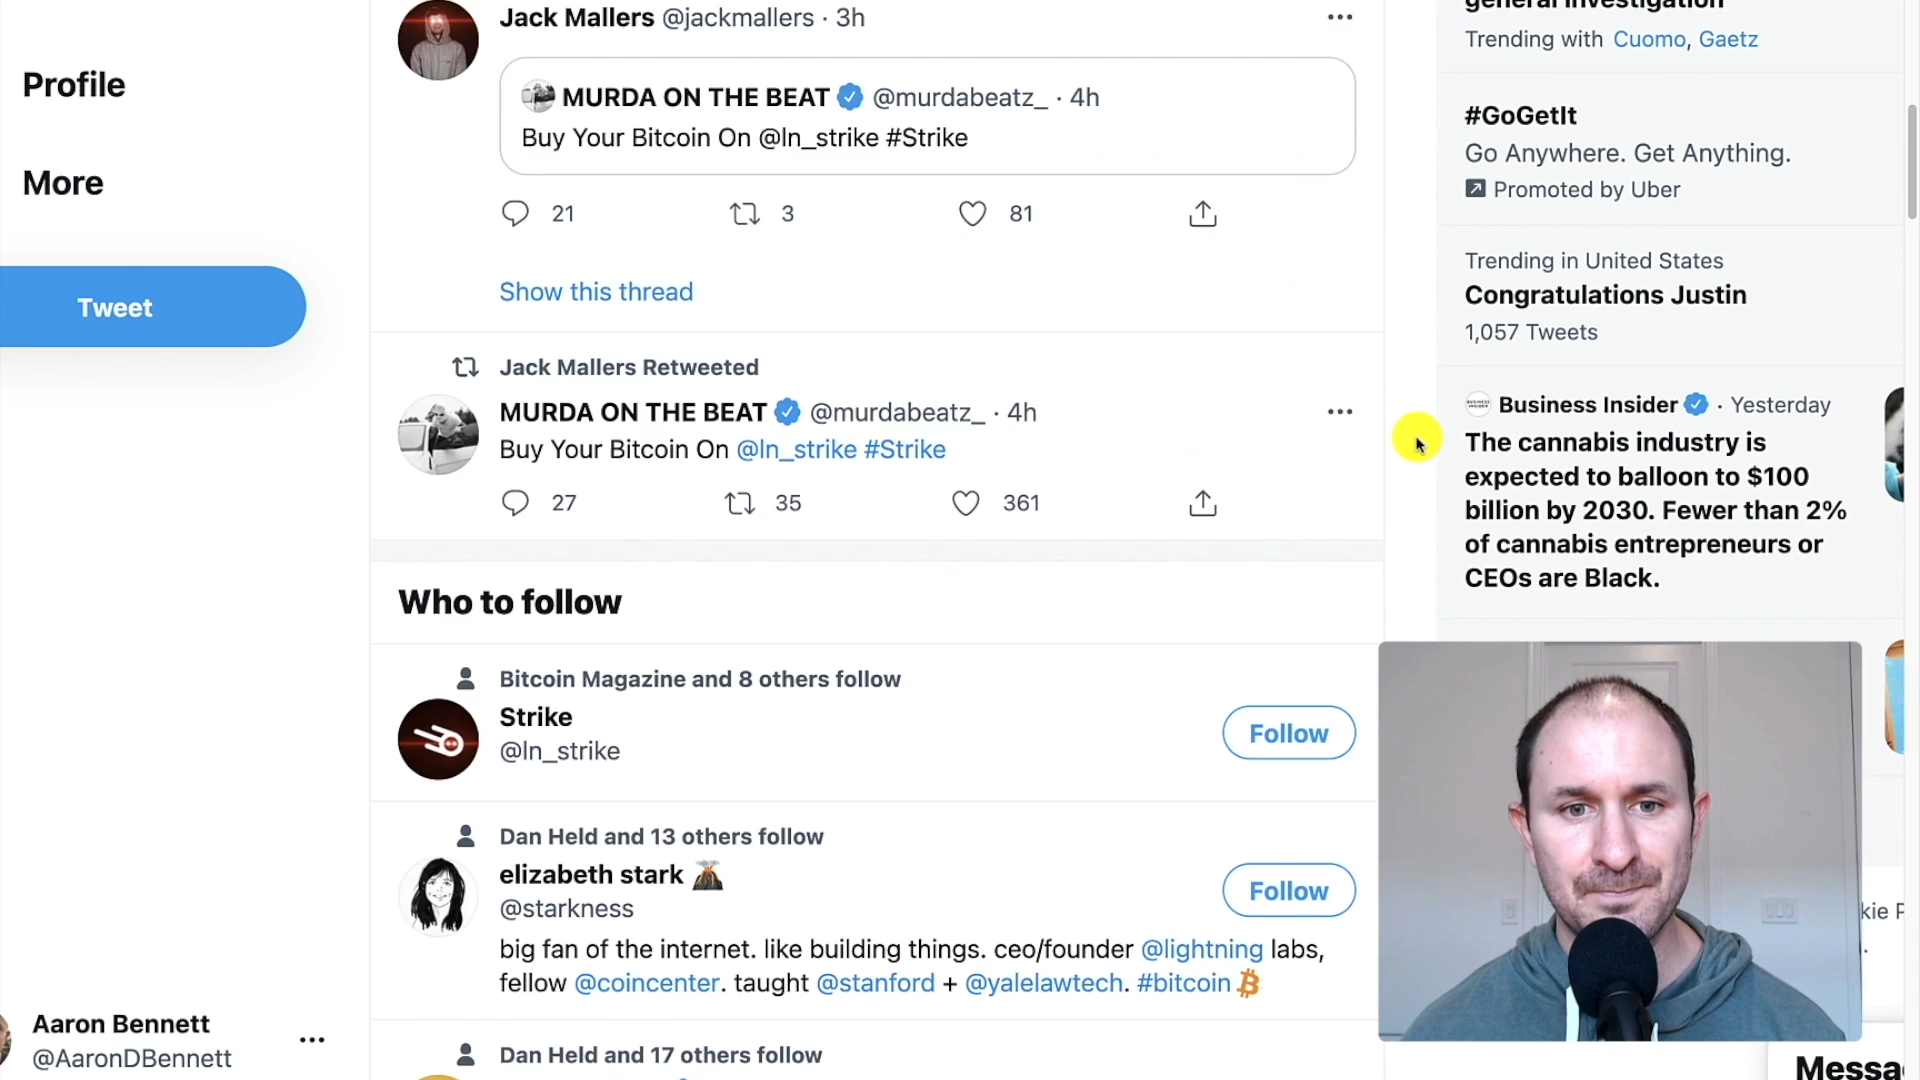 Profile
More
Tweet
Aaron Bennett
@AaronDBennett
Jack Mallers @jackmallers · 3h
MURDA ON THE BEAT @murdabeatz_ · 4h
Buy Your Bitcoin On @ln_strike #Strike
21
3
81
Show this thread
Jack Mallers Retweeted
MURDA ON THE BEAT @murdabeatz_ · 4h
Buy Your Bitcoin On @ln_strike #Strike
27
35
361
Who to follow
Bitcoin Magazine and 8 others follow
Strike
@ln_strike
Follow
Dan Held and 13 others follow
elizabeth stark
@starkness
Follow
big fan of the internet. like building things. ceo/founder @lightning labs,
fellow @coincenter. taught @stanford + @yalelawtech. #bitcoin
Dan Held and 17 others follow
general investigation
Trending with Cuomo, Gaetz
#GoGetIt
Go Anywhere. Get Anything.
Promoted by Uber
Trending in United States
Congratulations Justin
1,057 Tweets
Business Insider · Yesterday
The cannabis industry is
expected to balloon to $100
billion by 2030. Fewer than 2%
of cannabis entrepreneurs or
CEOs are Black.